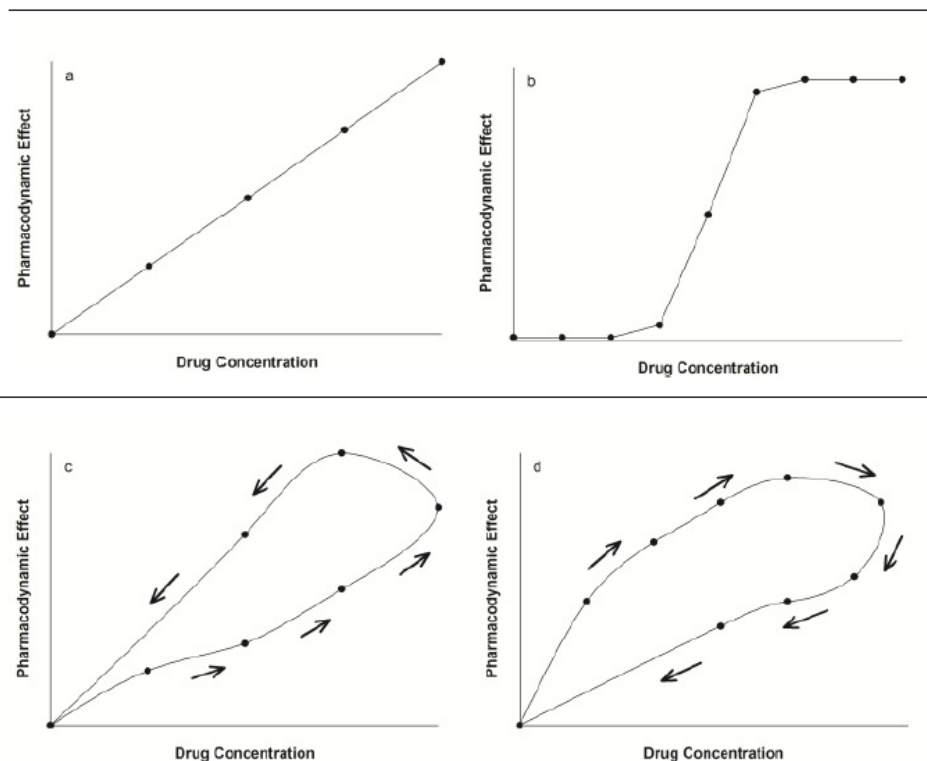 a
Pharmacodynamic Effect
Drug Concentration
b
Pharmacodynamic Effect
Drug Concentration
c
Pharmacodynamic Effect
Drug Concentration
d
Pharmacodynamic Effect
Drug Concentration